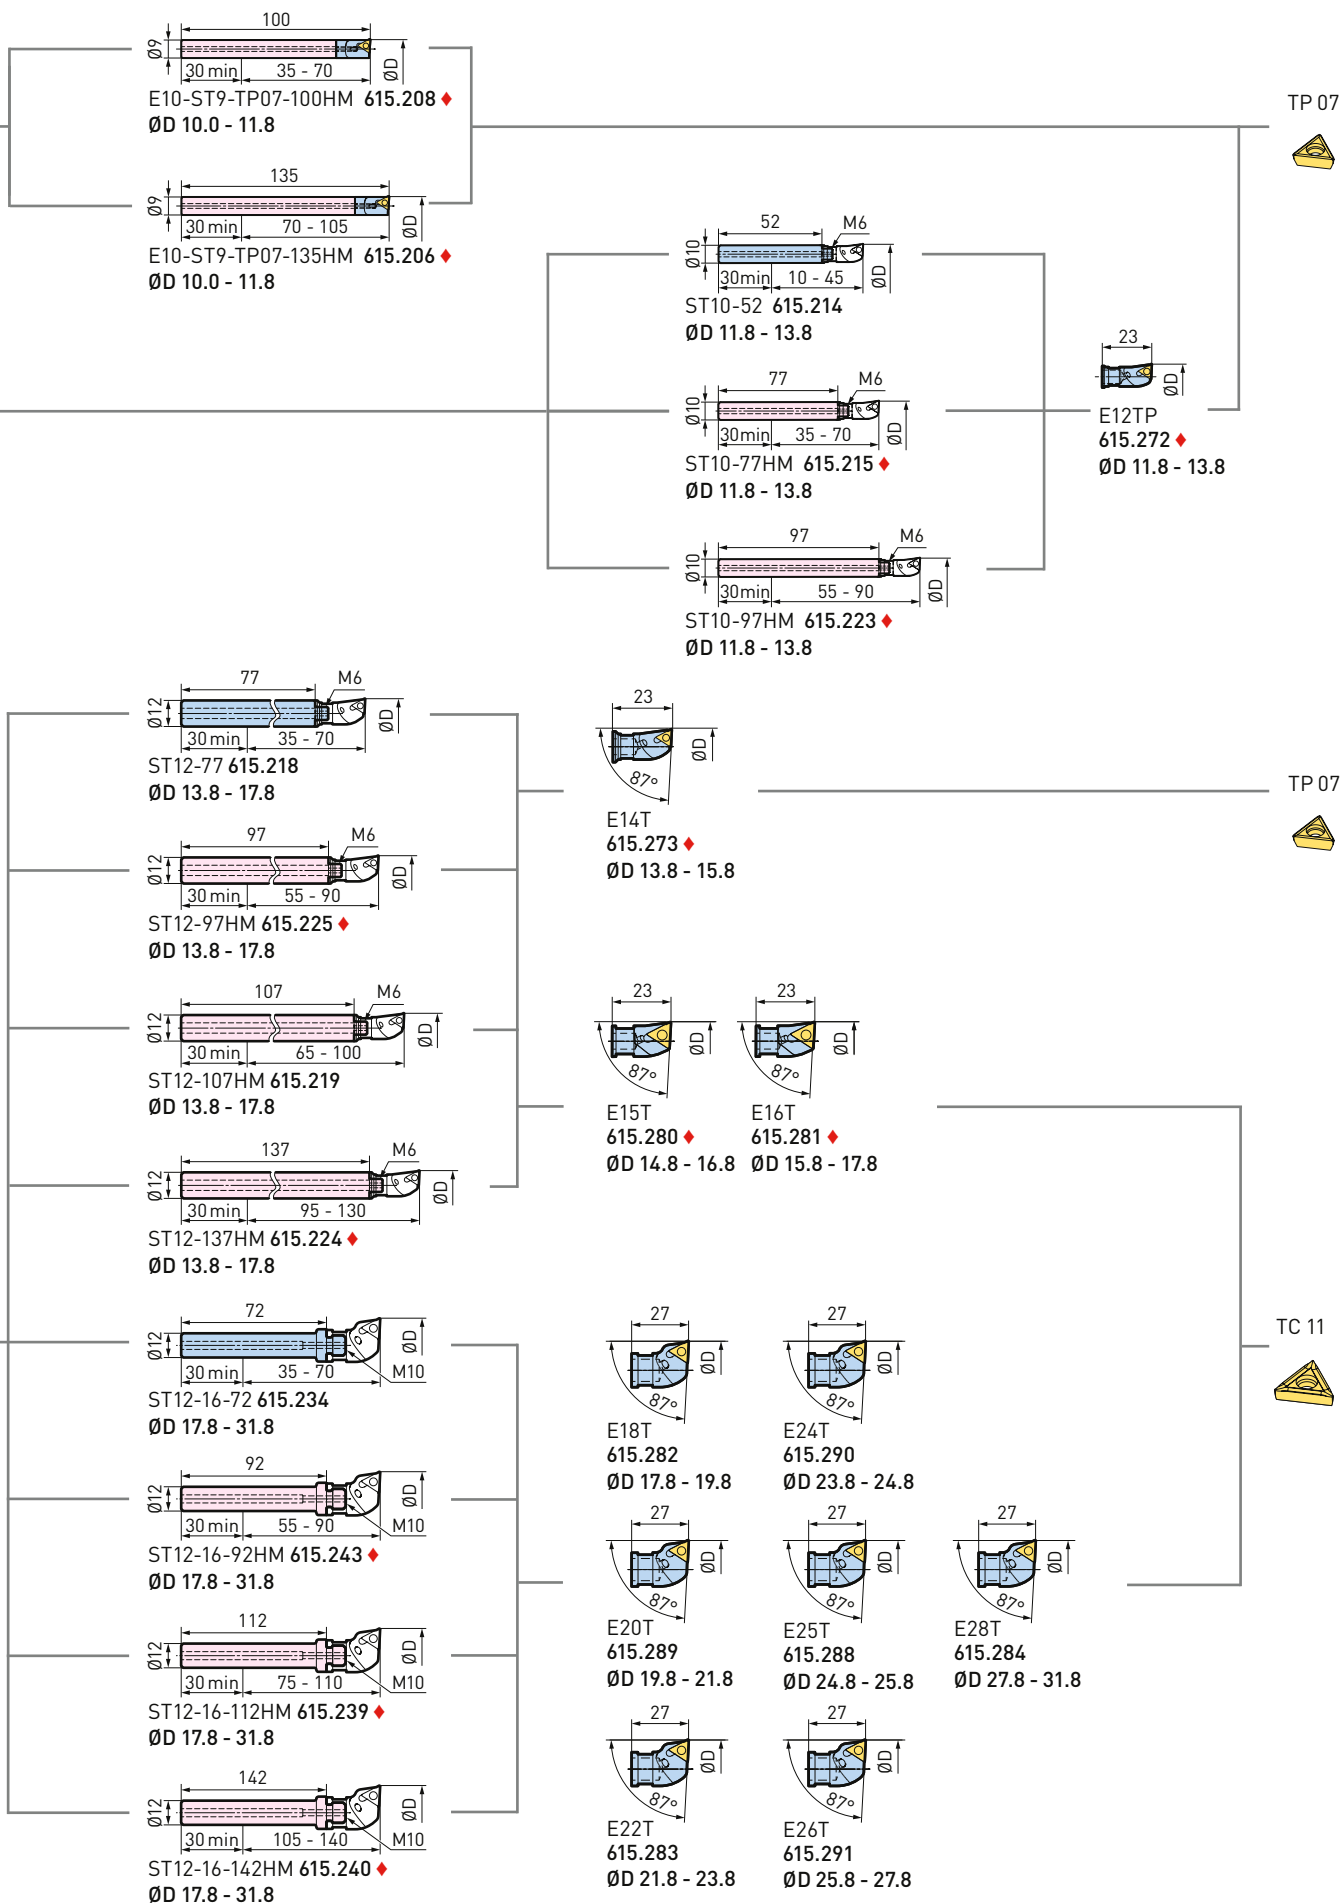 100
Ø9
ØD
30 min 35 - 70
E10-ST9-TP07-100HM 615.208 ♦
ØD 10.0 - 11.8
TP 07
135
Ø9
ØD
30 min 70 - 105
E10-ST9-TP07-135HM 615.206 ♦
ØD 10.0 - 11.8
52 M6
Ø10
ØD
30min 10 - 45
ST10-52 615.214
ØD 11.8 - 13.8
77 M6
Ø10
ØD
30min 35 - 70
ST10-77HM 615.215 ♦
ØD 11.8 - 13.8
23
ØD
E12TP
615.272 ♦
ØD 11.8 - 13.8
97 M6
Ø10
ØD
30min 55 - 90
ST10-97HM 615.223 ♦
ØD 11.8 - 13.8
77 M6
Ø12
ØD
30 min 35 - 70
ST12-77 615.218
ØD 13.8 - 17.8
23
ØD
87°
E14T
615.273 ♦
ØD 13.8 - 15.8
TP 07
97 M6
Ø12
ØD
30 min 55 - 90
ST12-97HM 615.225 ♦
ØD 13.8 - 17.8
107 M6
Ø12
ØD
30 min 65 - 100
ST12-107HM 615.219
ØD 13.8 - 17.8
23
ØD
87°
E15T
615.280 ♦
ØD 14.8 - 16.8
23
ØD
87°
E16T
615.281 ♦
ØD 15.8 - 17.8
137 M6
Ø12
ØD
30 min 95 - 130
ST12-137HM 615.224 ♦
ØD 13.8 - 17.8
72
Ø12
ØD
30 min 35 - 70 M10
ST12-16-72 615.234
ØD 17.8 - 31.8
27
ØD
87°
E18T
615.282
ØD 17.8 - 19.8
27
ØD
87°
E24T
615.290
ØD 23.8 - 24.8
TC 11
92
Ø12
ØD
30 min 55 - 90 M10
ST12-16-92HM 615.243 ♦
ØD 17.8 - 31.8
27
ØD
87°
E20T
615.289
ØD 19.8 - 21.8
27
ØD
87°
E25T
615.288
ØD 24.8 - 25.8
27
ØD
87°
E28T
615.284
ØD 27.8 - 31.8
112
Ø12
ØD
30 min 75 - 110 M10
ST12-16-112HM 615.239 ♦
ØD 17.8 - 31.8
27
ØD
87°
E22T
615.283
ØD 21.8 - 23.8
27
ØD
87°
E26T
615.291
ØD 25.8 - 27.8
142
Ø12
ØD
30 min 105 - 140 M10
ST12-16-142HM 615.240 ♦
ØD 17.8 - 31.8